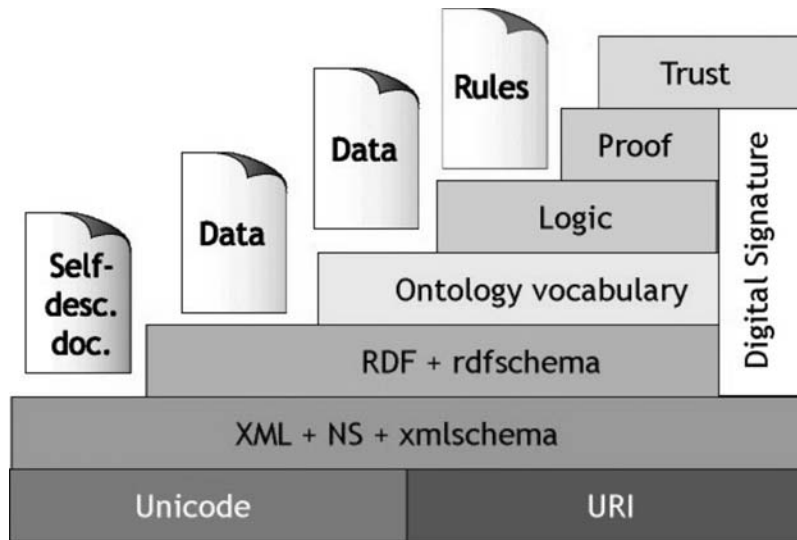 Rules
Trust
Data
Proof
Data
Logic
Self-
desc.
doc.
Ontology vocabulary
Digital Signature
RDF + rdfschema
XML + NS + xmlschema
Unicode
URI